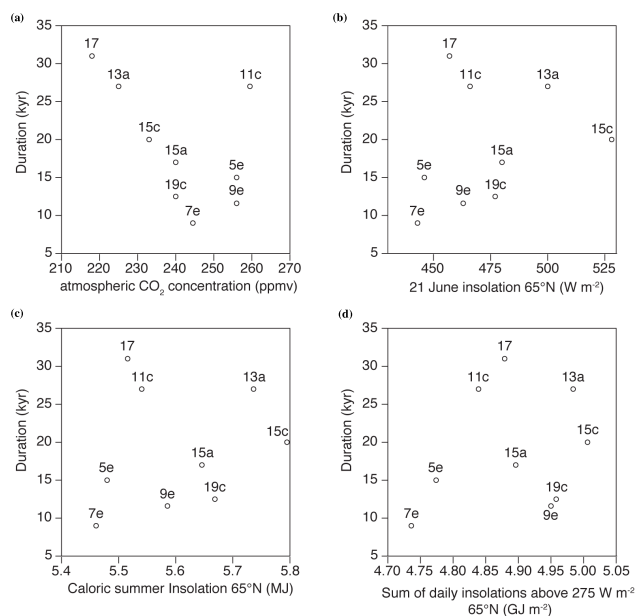 (a)
35
30
25
20
15
10
5
Duration (kyr)
17
13a
11c
15c
15a
5e
19c
9e
7e
210 220 230 240 250 260 270
atmospheric CO₂ concentration (ppmv)
(b)
35
30
25
20
15
10
5
Duration (kyr)
17
11c
13a
15c
15a
5e
9e
19c
7e
450 475 500 525
21 June insolation 65°N (W m⁻²)
(c)
35
30
25
20
15
10
5
Duration (kyr)
17
11c
13a
15c
15a
5e
9e
19c
7e
5.4 5.5 5.6 5.7 5.8
Caloric summer Insolation 65°N (MJ)
(d)
35
30
25
20
15
10
5
Duration (kyr)
17
11c
13a
15c
15a
5e
19c
9e
7e
4.70 4.75 4.80 4.85 4.90 4.95 5.00 5.05
Sum of daily insolations above 275 W m⁻²
65°N (GJ m⁻²)